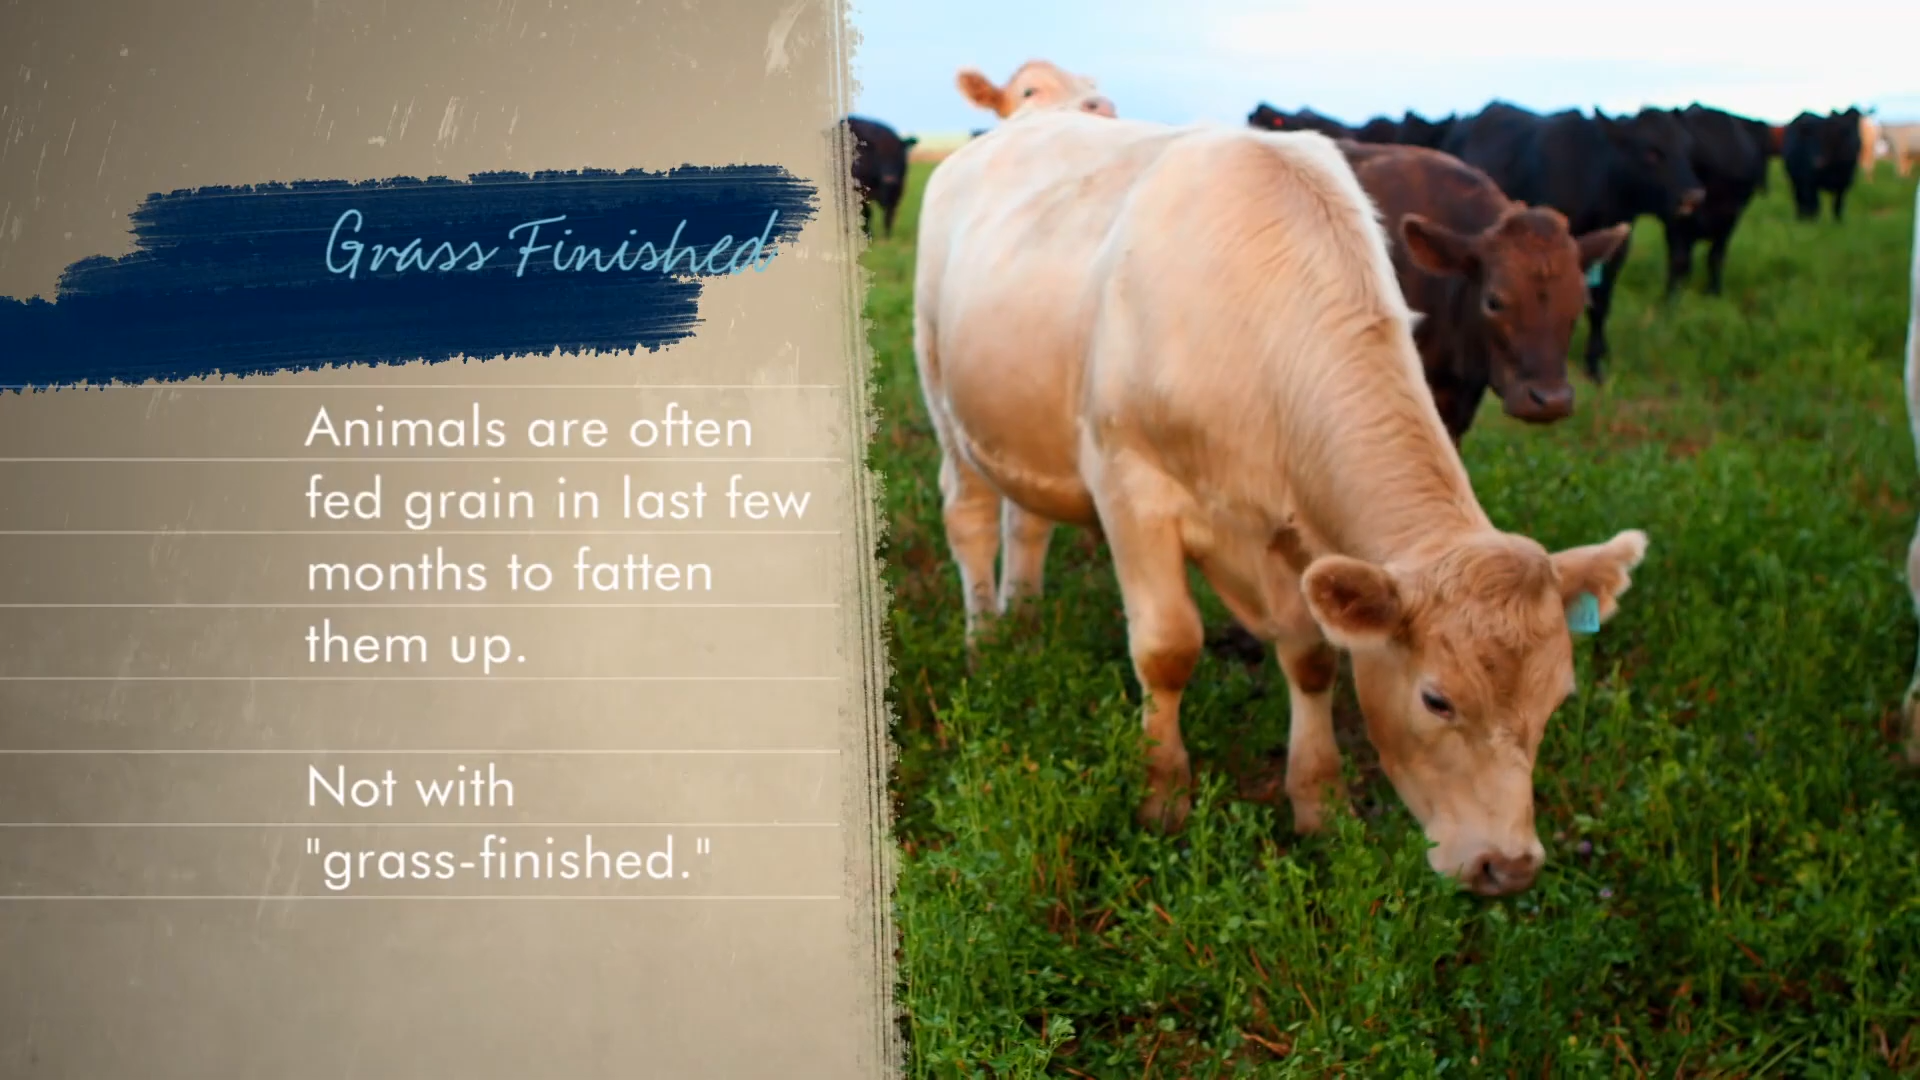 Grass Finished
Animals are often
fed grain in last few
months to fatten
them up.
Not with
"grass-finished."